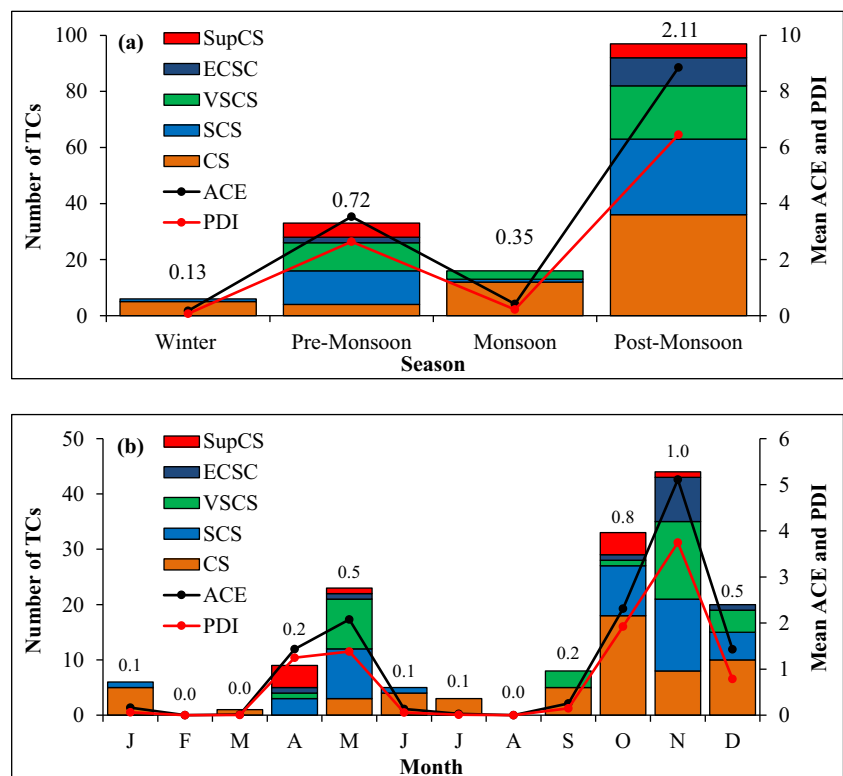 (a)
SupCS
ECSC
VSCS
SCS
CS
ACE
PDI
Number of TCs
100
80
60
40
20
0
0.13
0.72
0.35
2.11
10
8
6
4
2
0
Mean ACE and PDI
Winter Pre-Monsoon Monsoon Post-Monsoon
Season
(b)
SupCS
ECSC
VSCS
SCS
CS
ACE
PDI
Number of TCs
50
40
30
20
10
0
0.1 0.0 0.0 0.2 0.5 0.1 0.1 0.0 0.2 0.8 1.0 0.5
6
5
4
3
2
1
0
Mean ACE and PDI
J F M A M J J A S O N D
Month